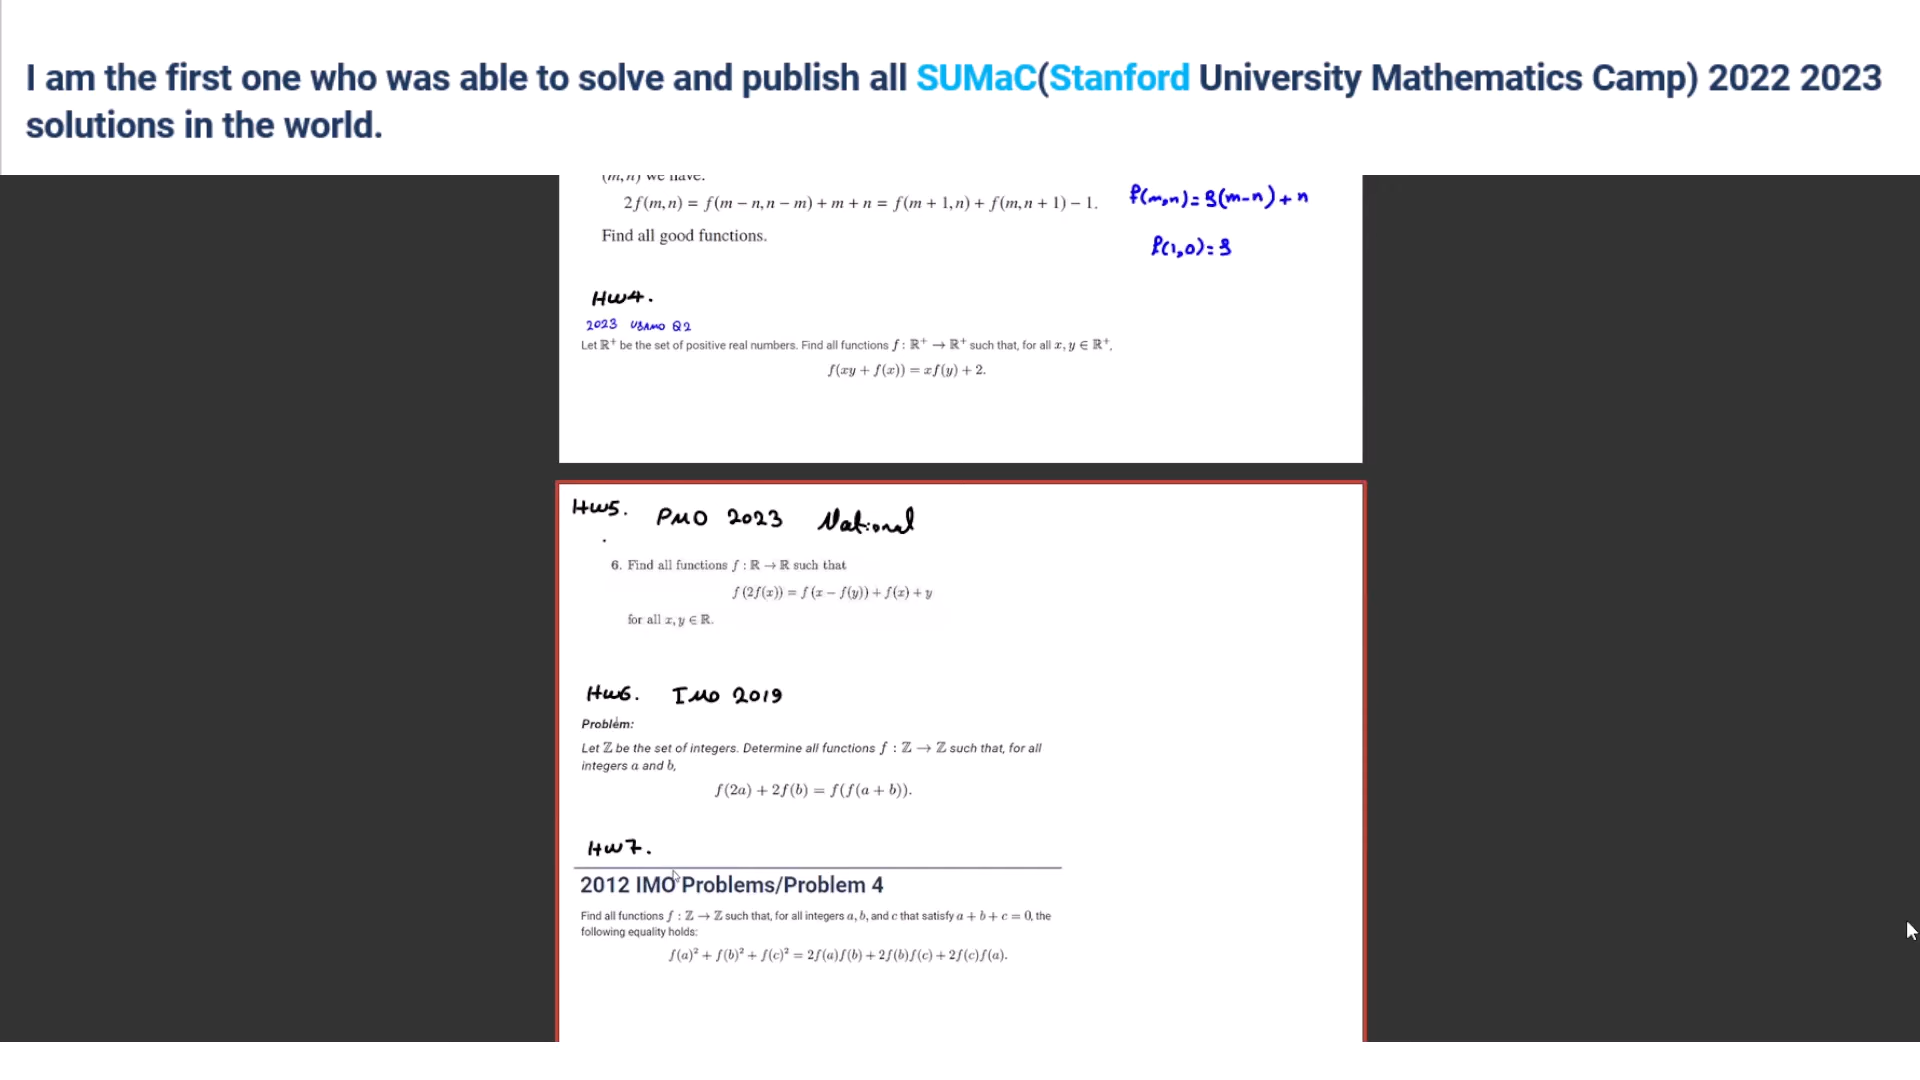 I am the first one who was able to solve and publish all SUMaC(Stanford University Mathematics Camp) 2022 2023
solutions in the world.
(m, n) we have:
2f(m, n) = f(m − n, n − m) + m + n = f(m + 1, n) + f(m, n + 1) − 1.
f(m,n)=3(m-n)+n
Find all good functions.
f(1,0)=3
HW4.
2023 USAMO Q2
Let ℝ⁺ be the set of positive real numbers. Find all functions f : ℝ⁺ → ℝ⁺ such that, for all x, y ∈ ℝ⁺,
f(xy + f(x)) = xf(y) + 2.
HW5. PMO 2023 National
6. Find all functions f : ℝ → ℝ such that
f(2f(x)) = f(x − f(y)) + f(x) + y
for all x, y ∈ ℝ.
HW6. IMO 2019
Problem:
Let ℤ be the set of integers. Determine all functions f : ℤ → ℤ such that, for all
integers a and b,
f(2a) + 2f(b) = f(f(a + b)).
HW7.
2012 IMO Problems/Problem 4
Find all functions f : ℤ → ℤ such that, for all integers a, b, and c that satisfy a + b + c = 0, the
following equality holds:
f(a)² + f(b)² + f(c)² = 2f(a)f(b) + 2f(b)f(c) + 2f(c)f(a).